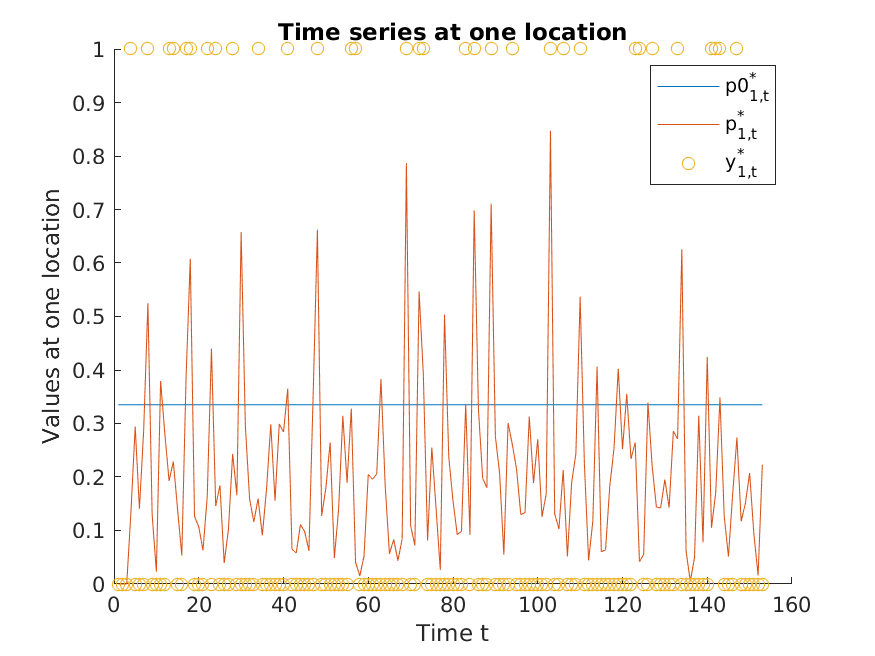 Time series at one location
1
0.9
0.8
0.7
0.6
0.5
0.4
0.3
0.2
0.1
0
Values at one location
p0*1,t
p*1,t
y*1,t
0 20 40 60 80 100 120 140 160
Time t